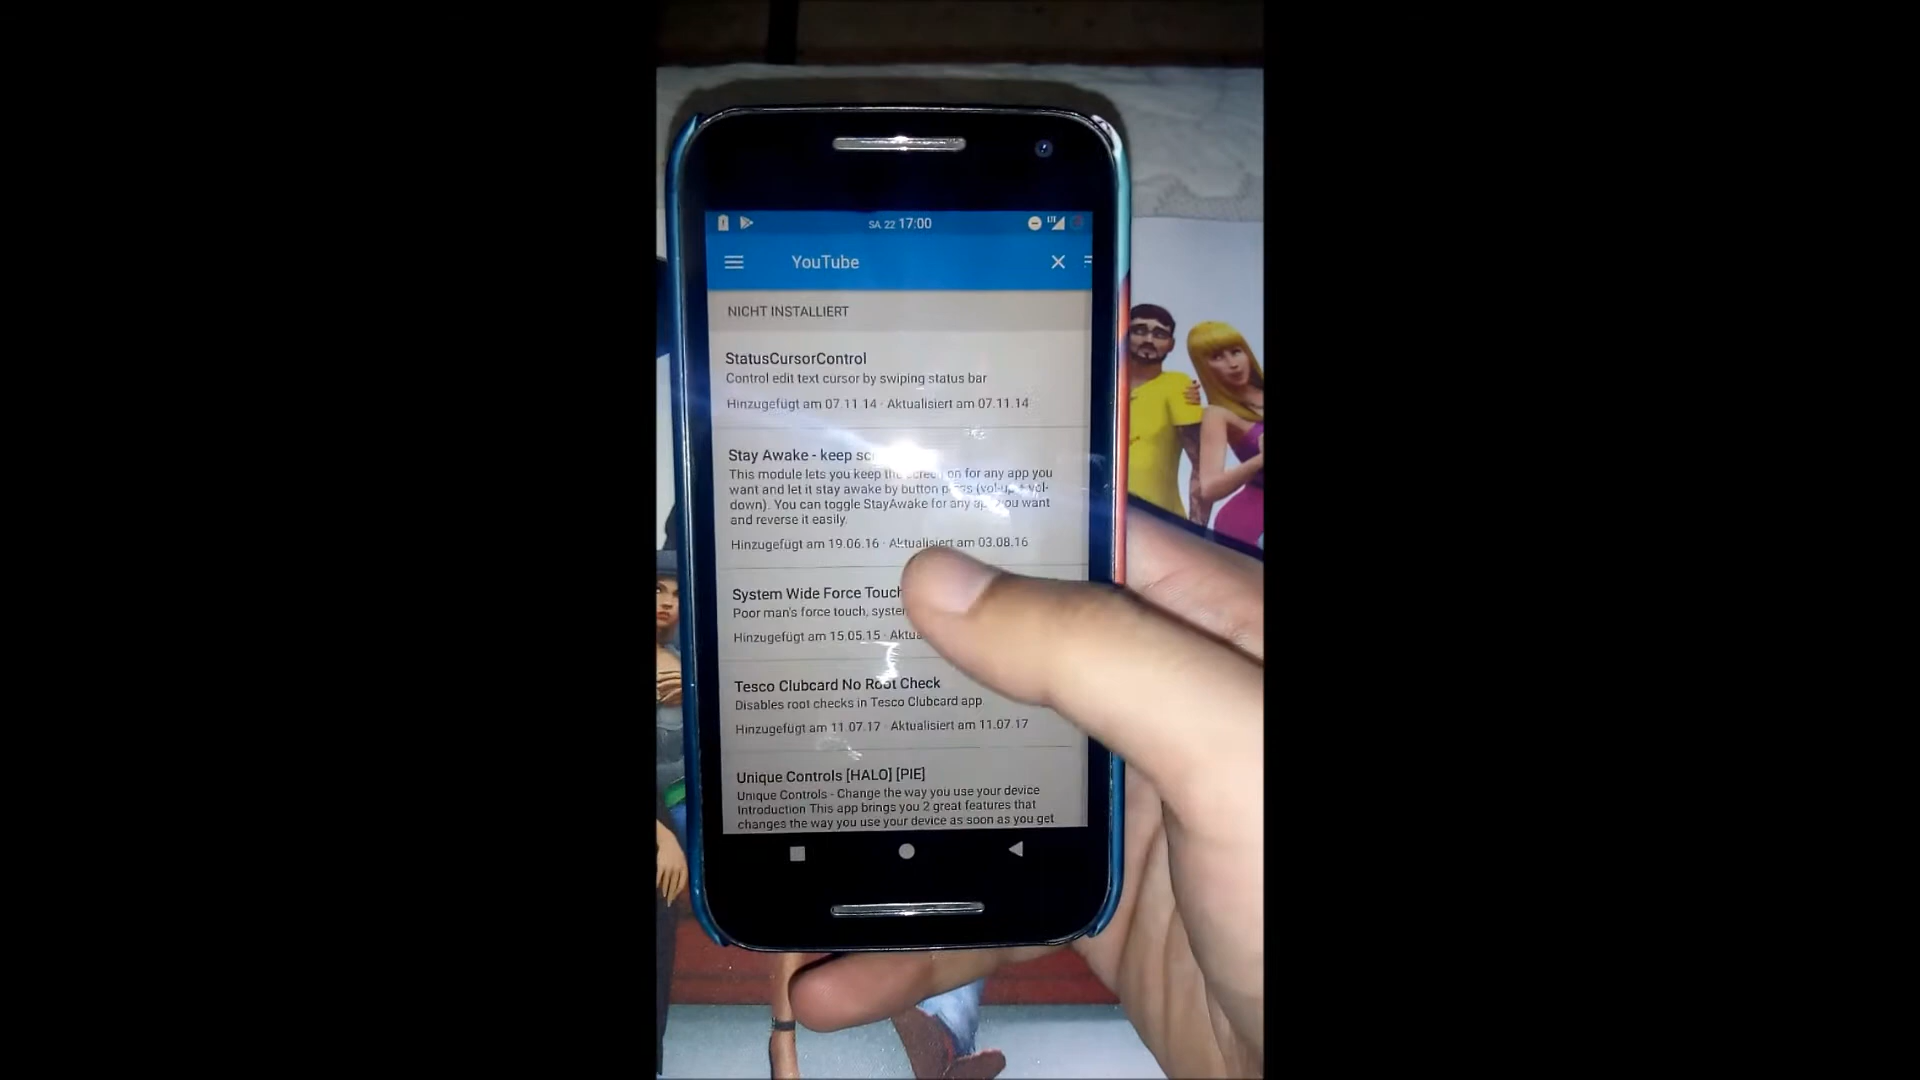 SA. 22 17:00
LTE
YouTube
NICHT INSTALLIERT
StatusCursorControl
Control edit text cursor by swiping status bar
Hinzugefügt am 07.11.14 · Aktualisiert am 07.11.14
Stay Awake - keep
This module lets you keep the screen on for any app you
want and let it stay awake by button press (vol-up + vol-
down). You can toggle StayAwake for any app you want
and reverse it easily.
Hinzugefügt am 19.06.16 · Aktualisiert am 03.08.16
System Wide Force Touch
Poor man's force touch,
Hinzugefügt am 15.05.15 ·
Tesco Clubcard No Root Check
Disables root checks in Tesco Clubcard app
Hinzugefügt am 11.07.17 · Aktualisiert am 11.07.17
Unique Controls [HALO] [PIE]
Unique Controls - Change the way you use your device
Introduction This app brings you 2 great features that
changes the way you use your device as soon as you get